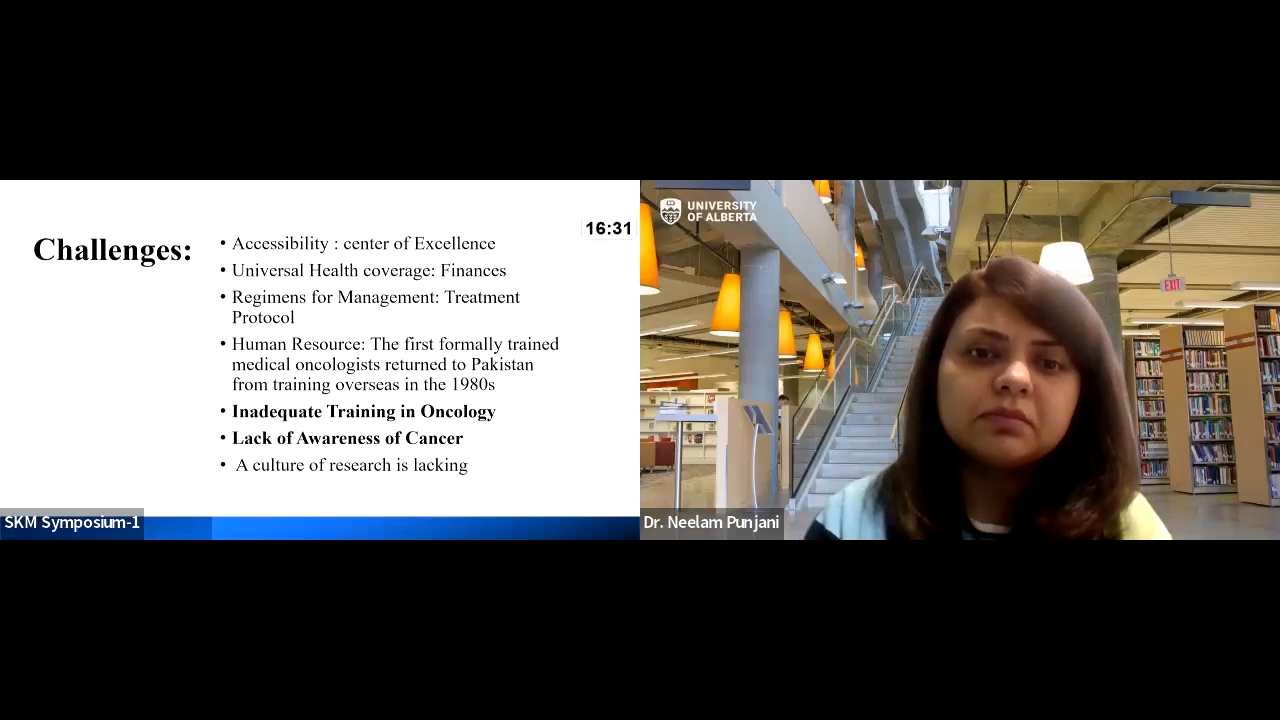 Challenges:
• Accessibility : center of Excellence
• Universal Health coverage: Finances
• Regimens for Management: Treatment
Protocol
• Human Resource: The first formally trained
medical oncologists returned to Pakistan
from training overseas in the 1980s
• Inadequate Training in Oncology
• Lack of Awareness of Cancer
• A culture of research is lacking
16:31
SKM Symposium-1
UNIVERSITY
OF ALBERTA
EXIT
Dr. Neelam Punjani